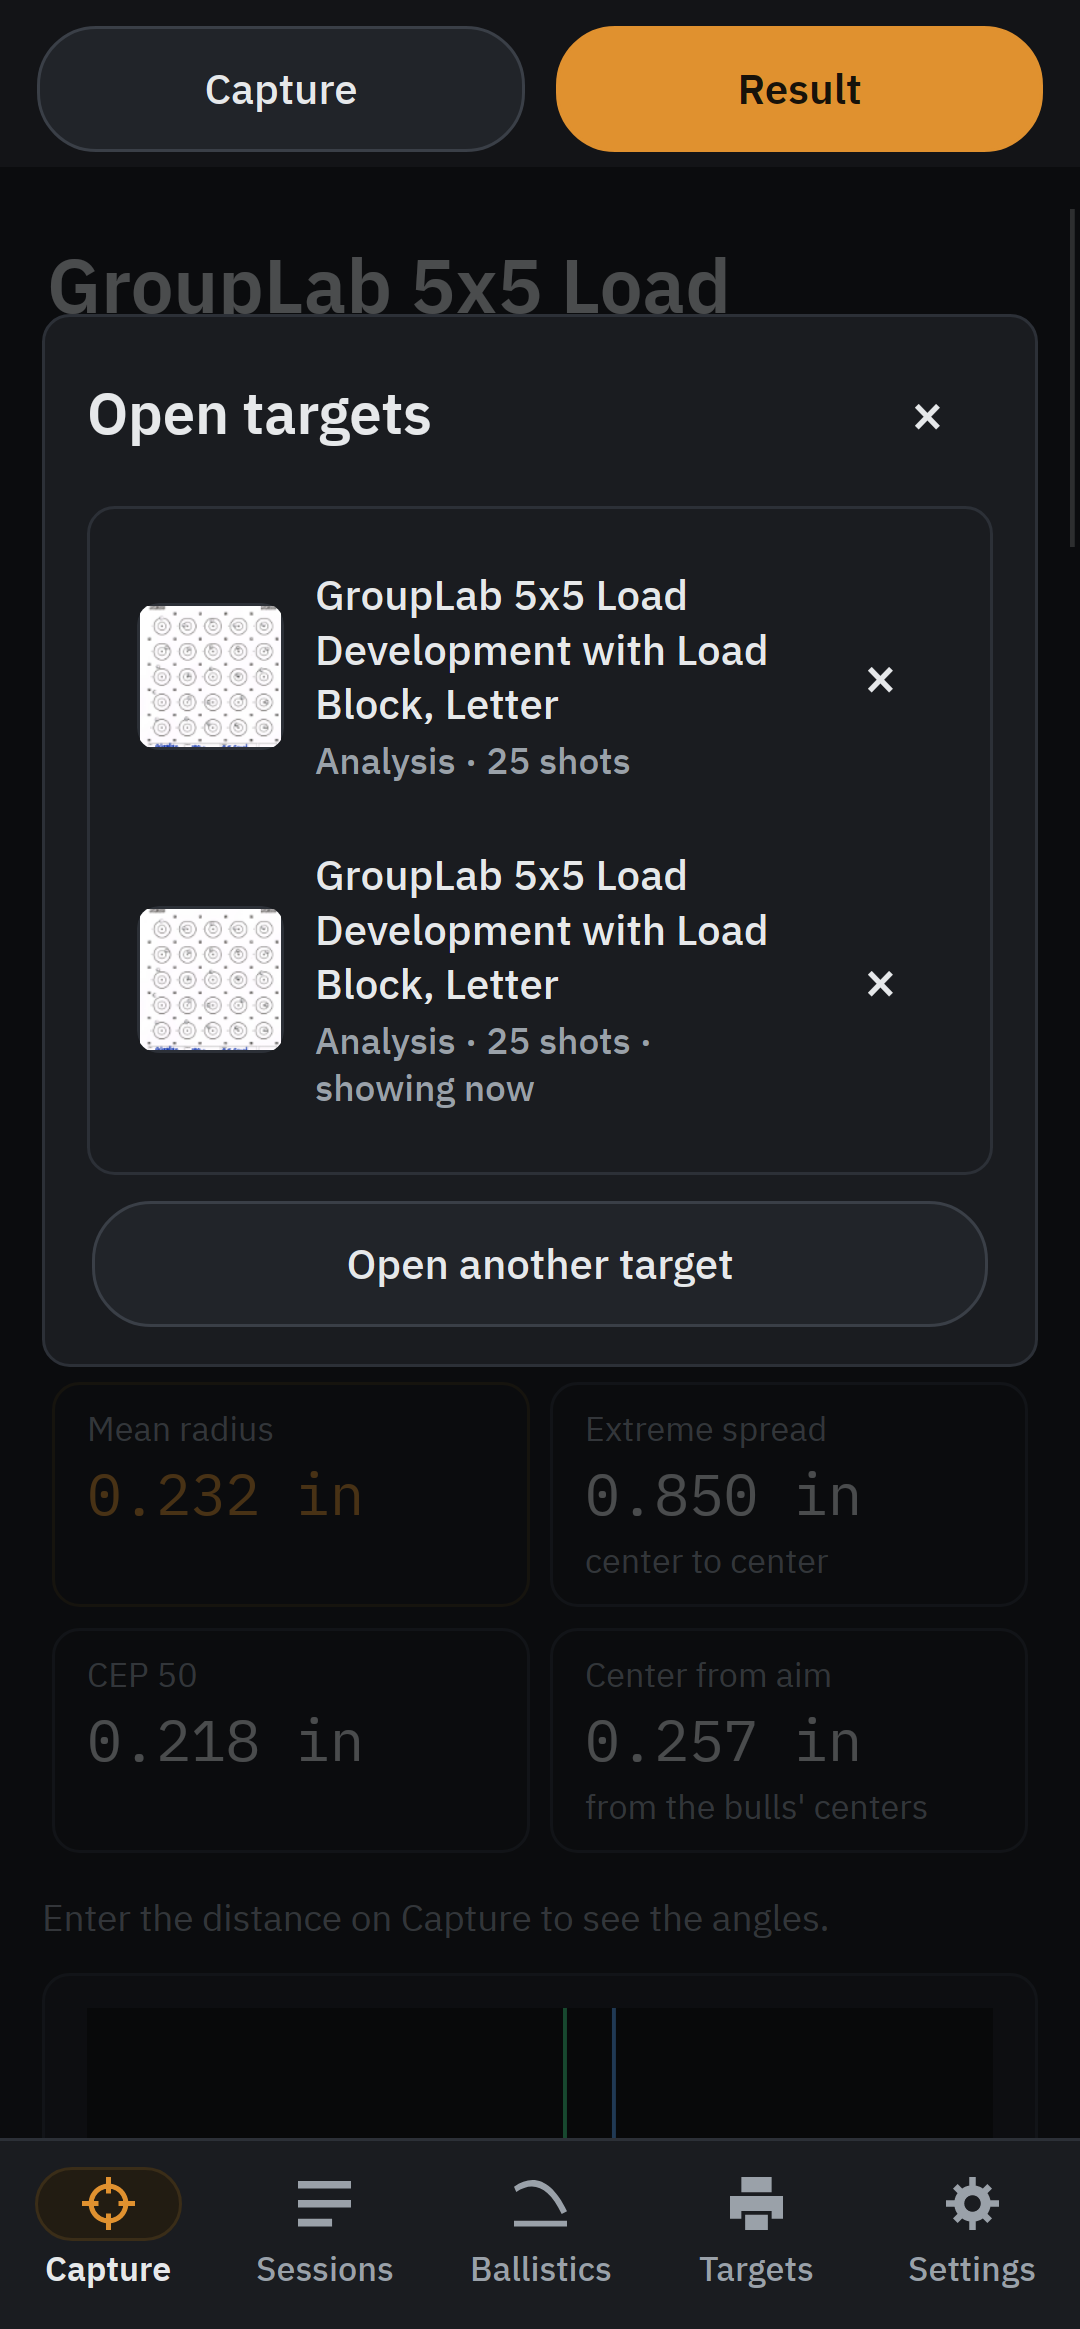 Capture
Result
GroupLab 5x5 Load
Open targets
×
GroupLab 5x5 Load
Development with Load
Block, Letter
×
Analysis · 25 shots
GroupLab 5x5 Load
Development with Load
Block, Letter
×
Analysis · 25 shots ·
showing now
Open another target
Mean radius
0.232 in
Extreme spread
0.850 in
center to center
CEP 50
0.218 in
Center from aim
0.257 in
from the bulls' centers
Enter the distance on Capture to see the angles.
Capture
Sessions
Ballistics
Targets
Settings